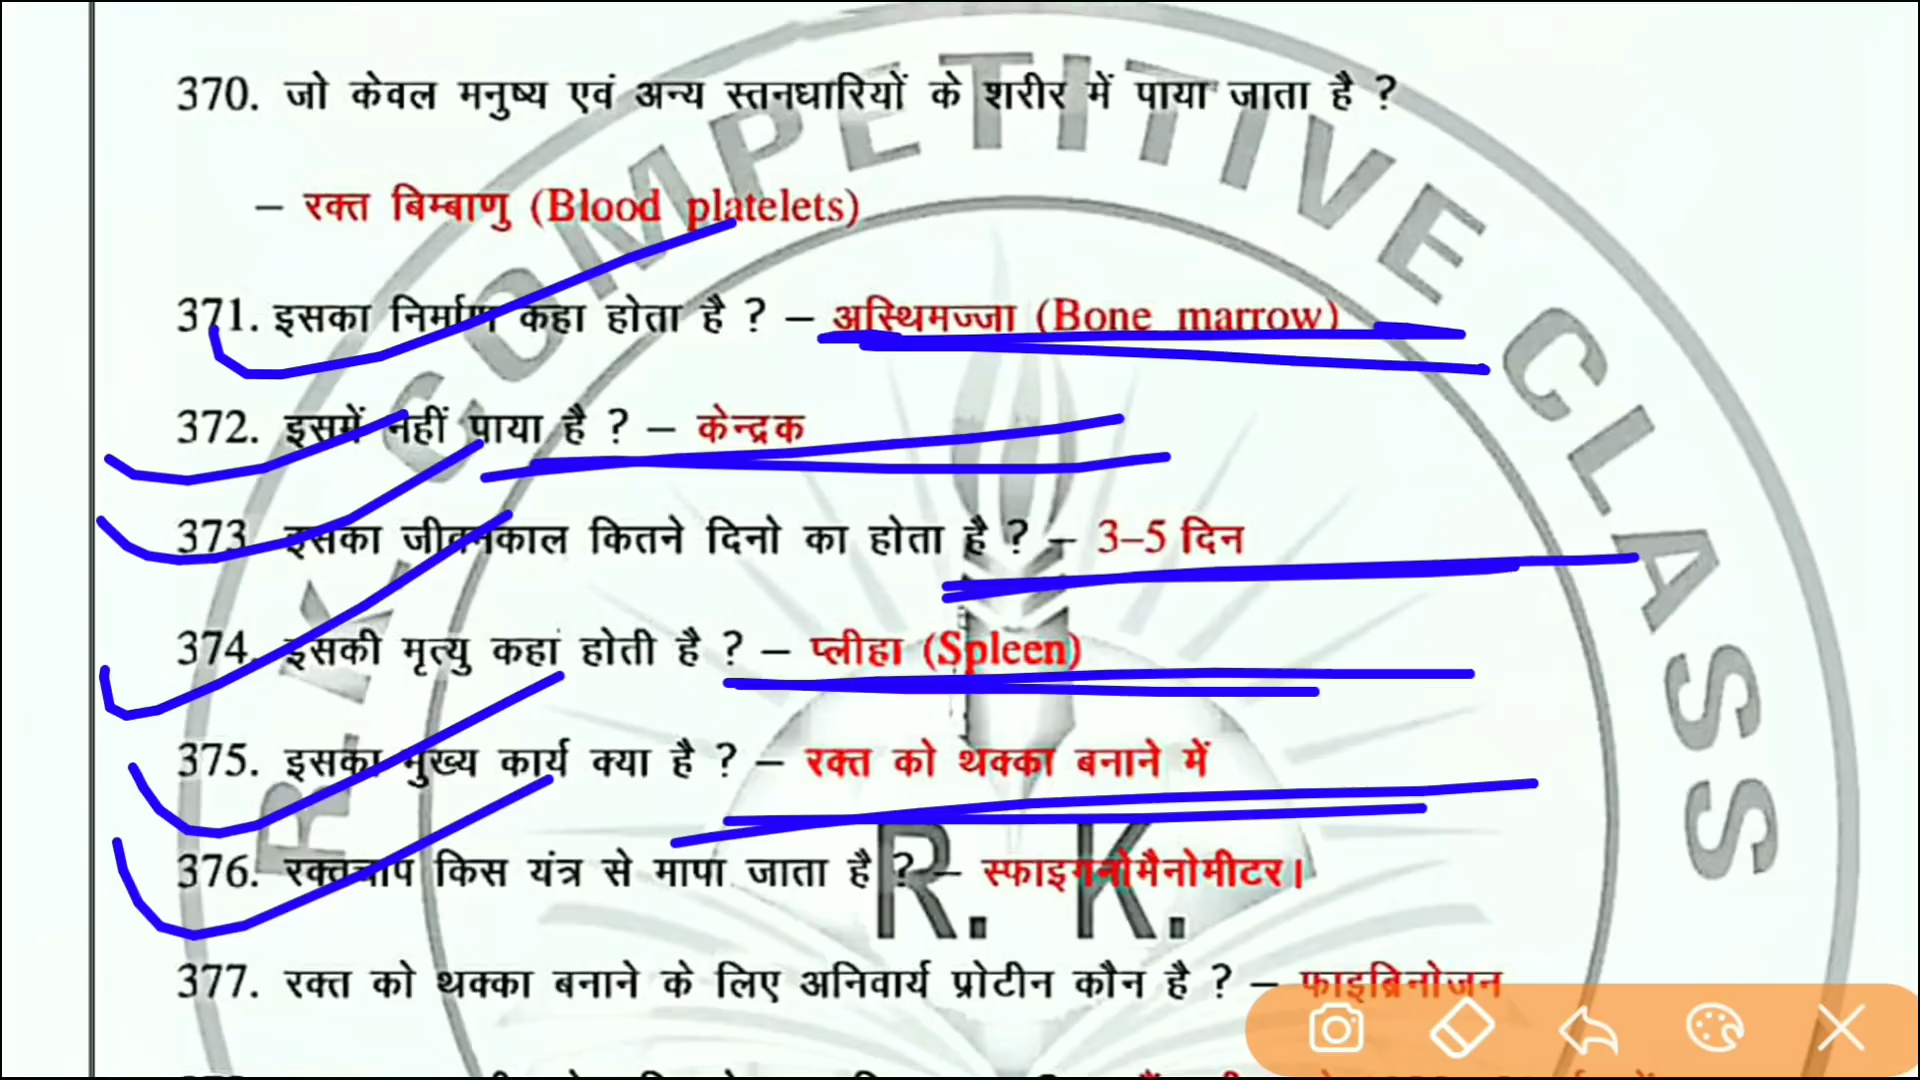 370. जो केवल मनुष्य एवं अन्य स्तनधारियों के शरीर में पाया जाता है ?
– रक्त बिम्बाणु (Blood platelets)
371. इसका निर्माण कहा होता है ? – अस्थिमज्जा (Bone marrow)
372. इसमें नहीं पाया है ? – केन्द्रक
373. इसका जीवनकाल कितने दिनो का होता है ? – 3–5 दिन
374. इसकी मृत्यु कहां होती है ? – प्लीहा (Spleen)
375. इसका मुख्य कार्य क्या है ? – रक्त को थक्का बनाने में
376. रक्तचाप किस यंत्र से मापा जाता है ? – स्फाइगनोमैनोमीटर।
377. रक्त को थक्का बनाने के लिए अनिवार्य प्रोटीन कौन है ? – फाइब्रिनोजन
R. K. COMPETITIVE CLASS
R. K.